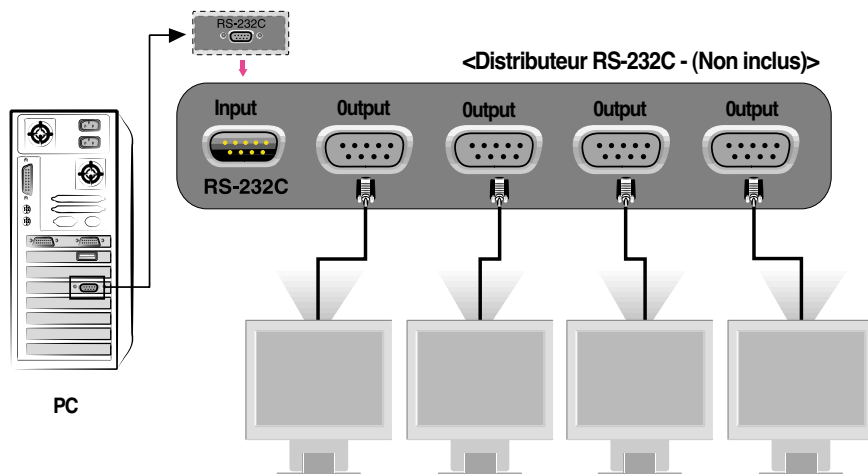 RS-232C
<Distributeur RS-232C - (Non inclus)>
Input 0utput 0utput 0utput 0utput
RS-232C
PC